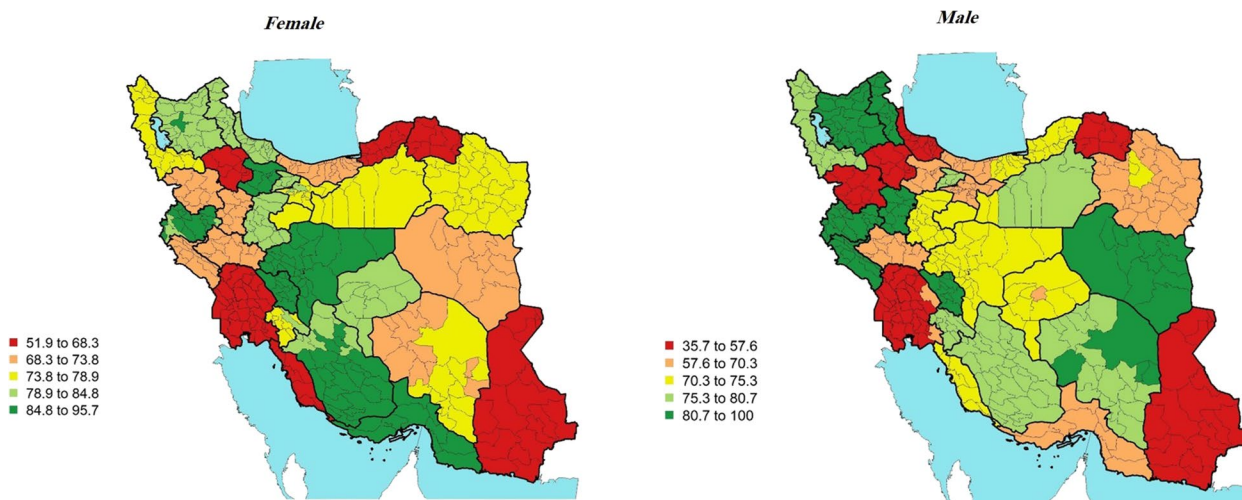 Female
51.9 to 68.3
68.3 to 73.8
73.8 to 78.9
78.9 to 84.8
84.8 to 95.7
Male
35.7 to 57.6
57.6 to 70.3
70.3 to 75.3
75.3 to 80.7
80.7 to 100